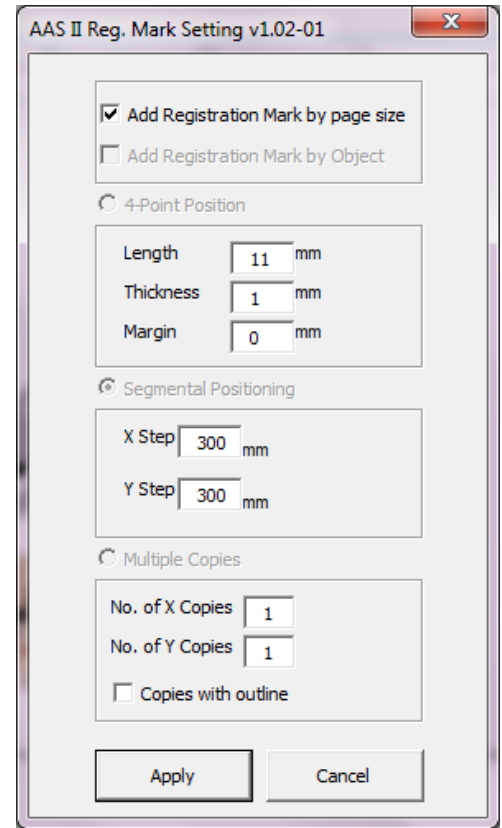 AAS II Reg. Mark Setting v1.02-01
Add Registration Mark by page size
Add Registration Mark by Object
4-Point Position
Length 11 mm
Thickness 1 mm
Margin 0 mm
Segmental Positioning
X Step 300 mm
Y Step 300 mm
Multiple Copies
No. of X Copies 1
No. of Y Copies 1
Copies with outline
Apply Cancel